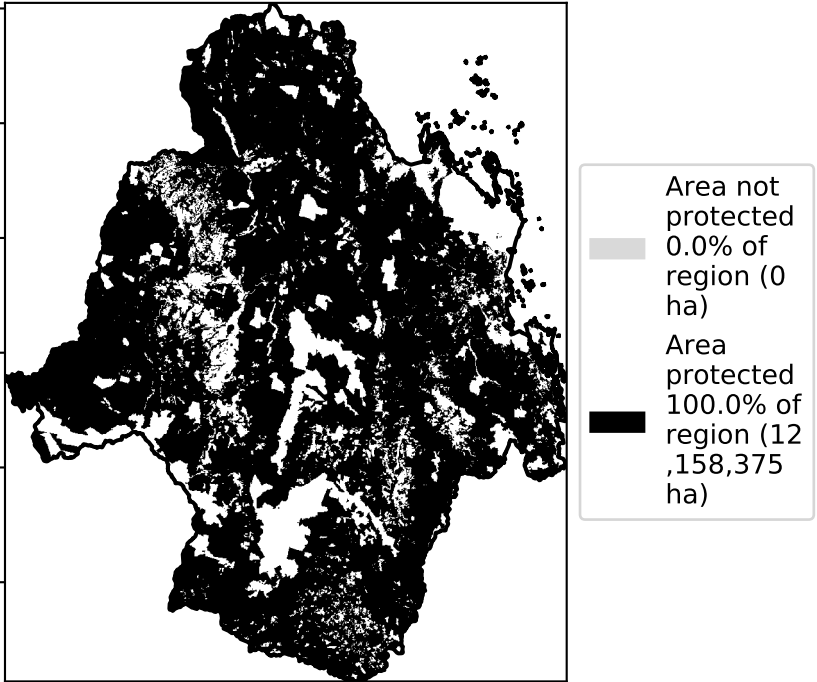 Area not
protected
0.0% of
region (0
ha)
Area
protected
100.0% of
region (12
,158,375
ha)